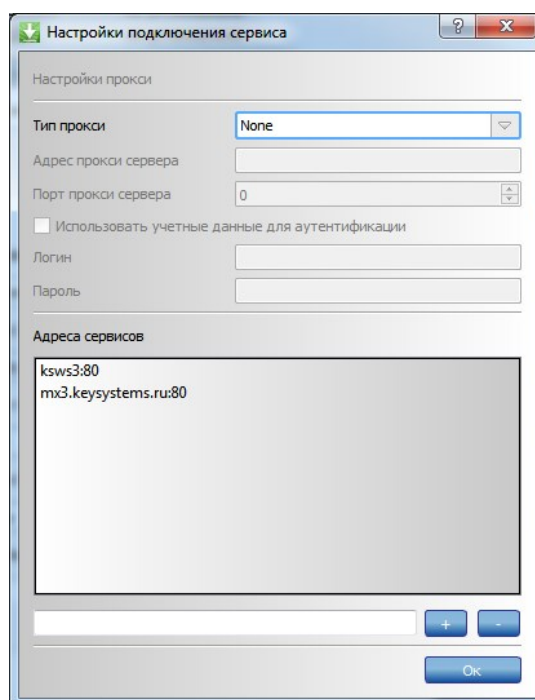 Настройки подключения сервиса
Настройки прокси
Тип прокси None
Адрес прокси сервера
Порт прокси сервера 0
Использовать учетные данные для аутентификации
Логин
Пароль
Адреса сервисов
ksws3:80
mx3.keysystems.ru:80
+ -
Ок